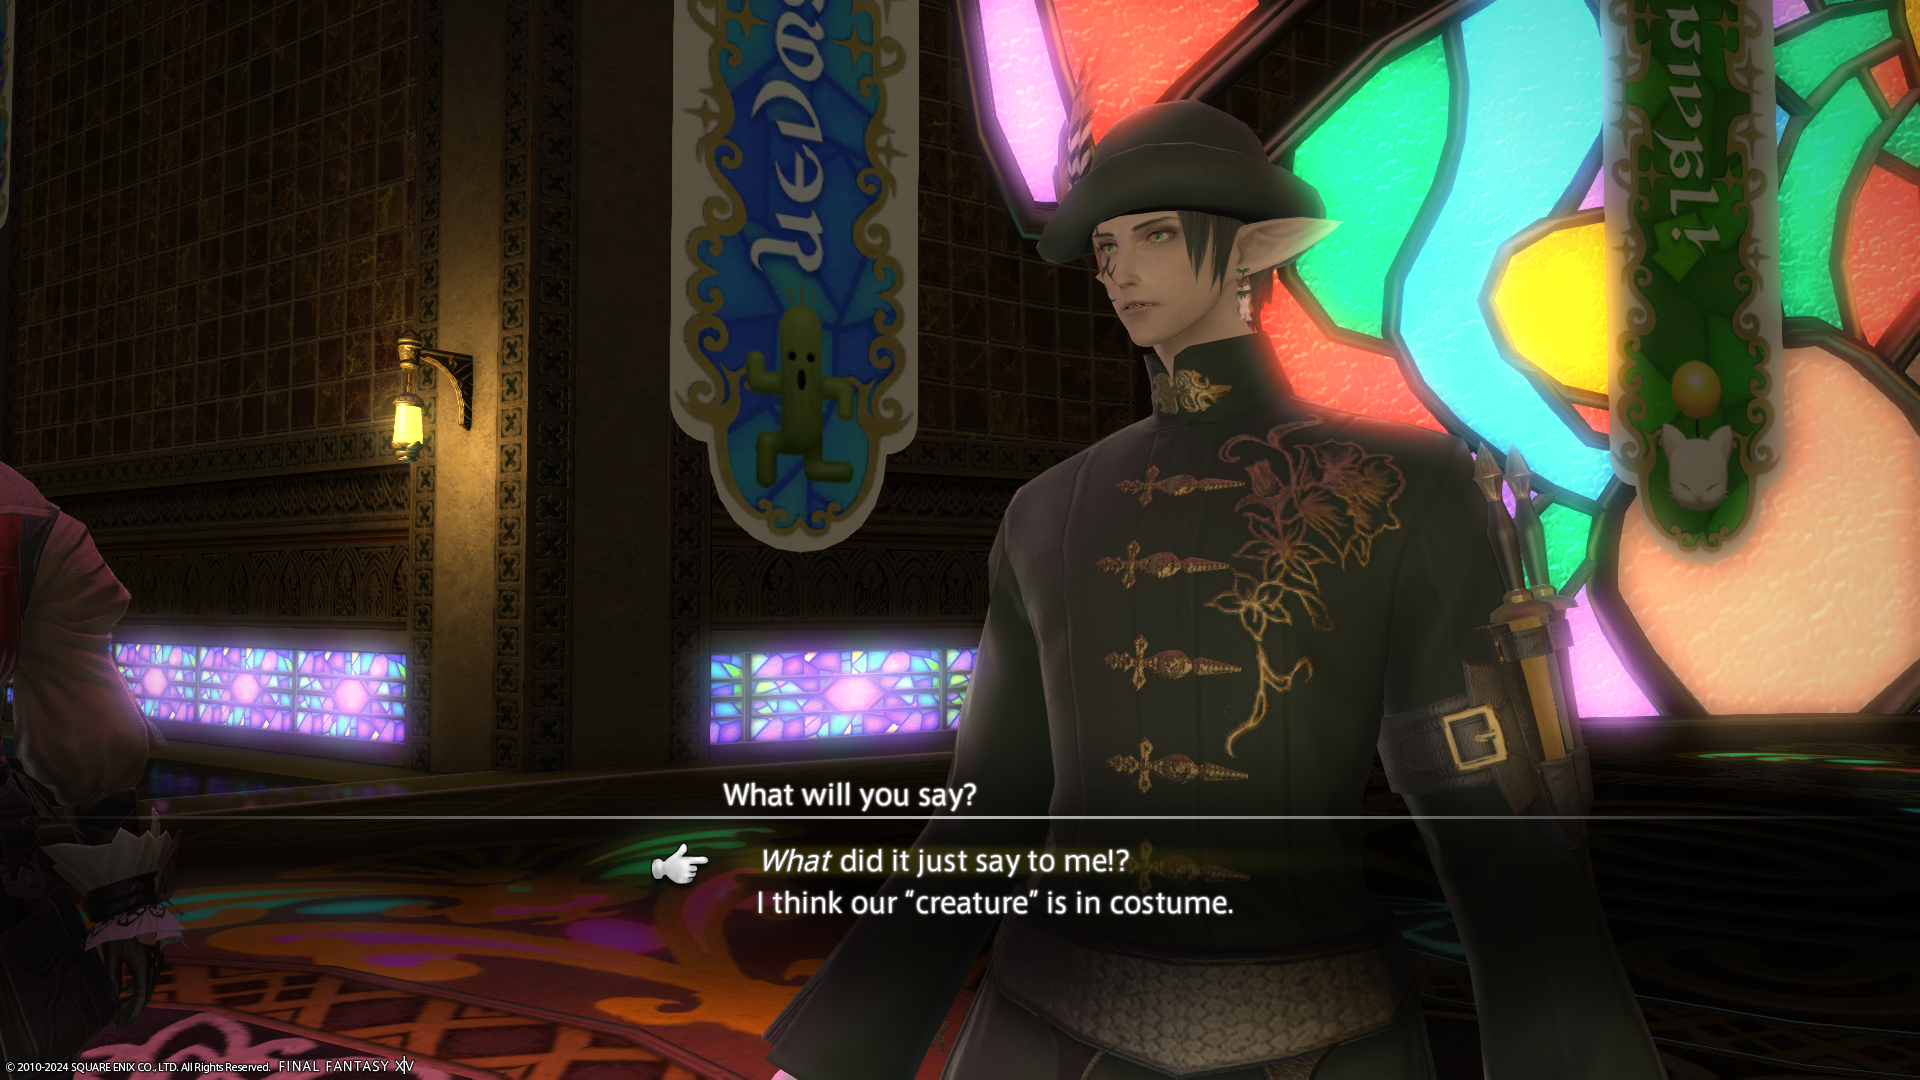 What will you say?
What did it just say to me!?
I think our “creature” is in costume.
© 2010-2024 SQUARE ENIX CO., LTD. All Rights Reserved. FINAL FANTASY XIV